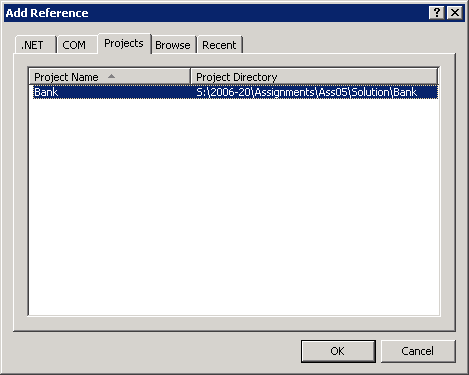 Add Reference
.NET COM Projects Browse Recent
Project Name Project Directory
Bank S:\2006-20\Assignments\Ass05\Solution\Bank
OK Cancel